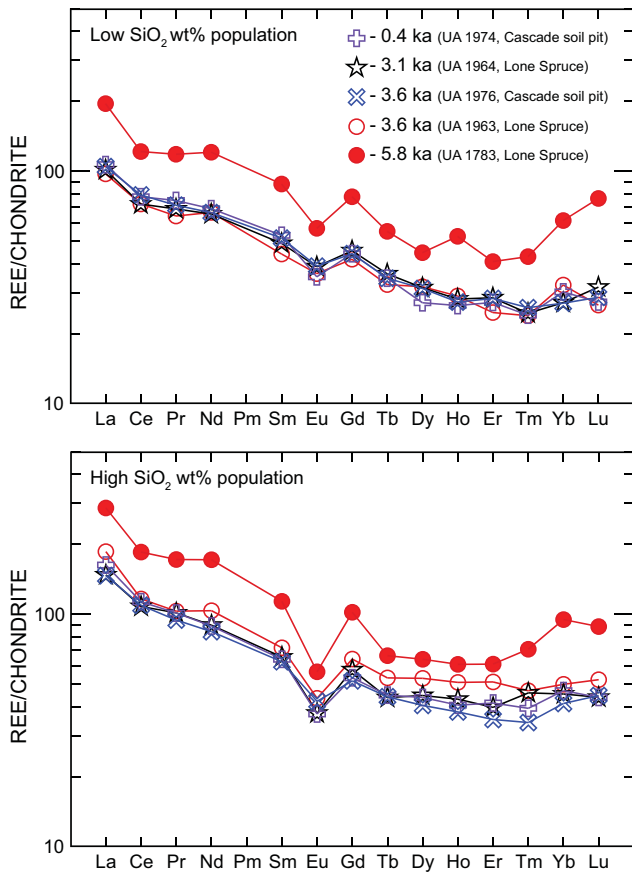 Low SiO2 wt% population
- 0.4 ka (UA 1974, Cascade soil pit)
- 3.1 ka (UA 1964, Lone Spruce)
- 3.6 ka (UA 1976, Cascade soil pit)
- 3.6 ka (UA 1963, Lone Spruce)
- 5.8 ka (UA 1783, Lone Spruce)
REE/CHONDRITE
100
10
La Ce Pr Nd Pm Sm Eu Gd Tb Dy Ho Er Tm Yb Lu
High SiO2 wt% population
REE/CHONDRITE
100
10
La Ce Pr Nd Pm Sm Eu Gd Tb Dy Ho Er Tm Yb Lu